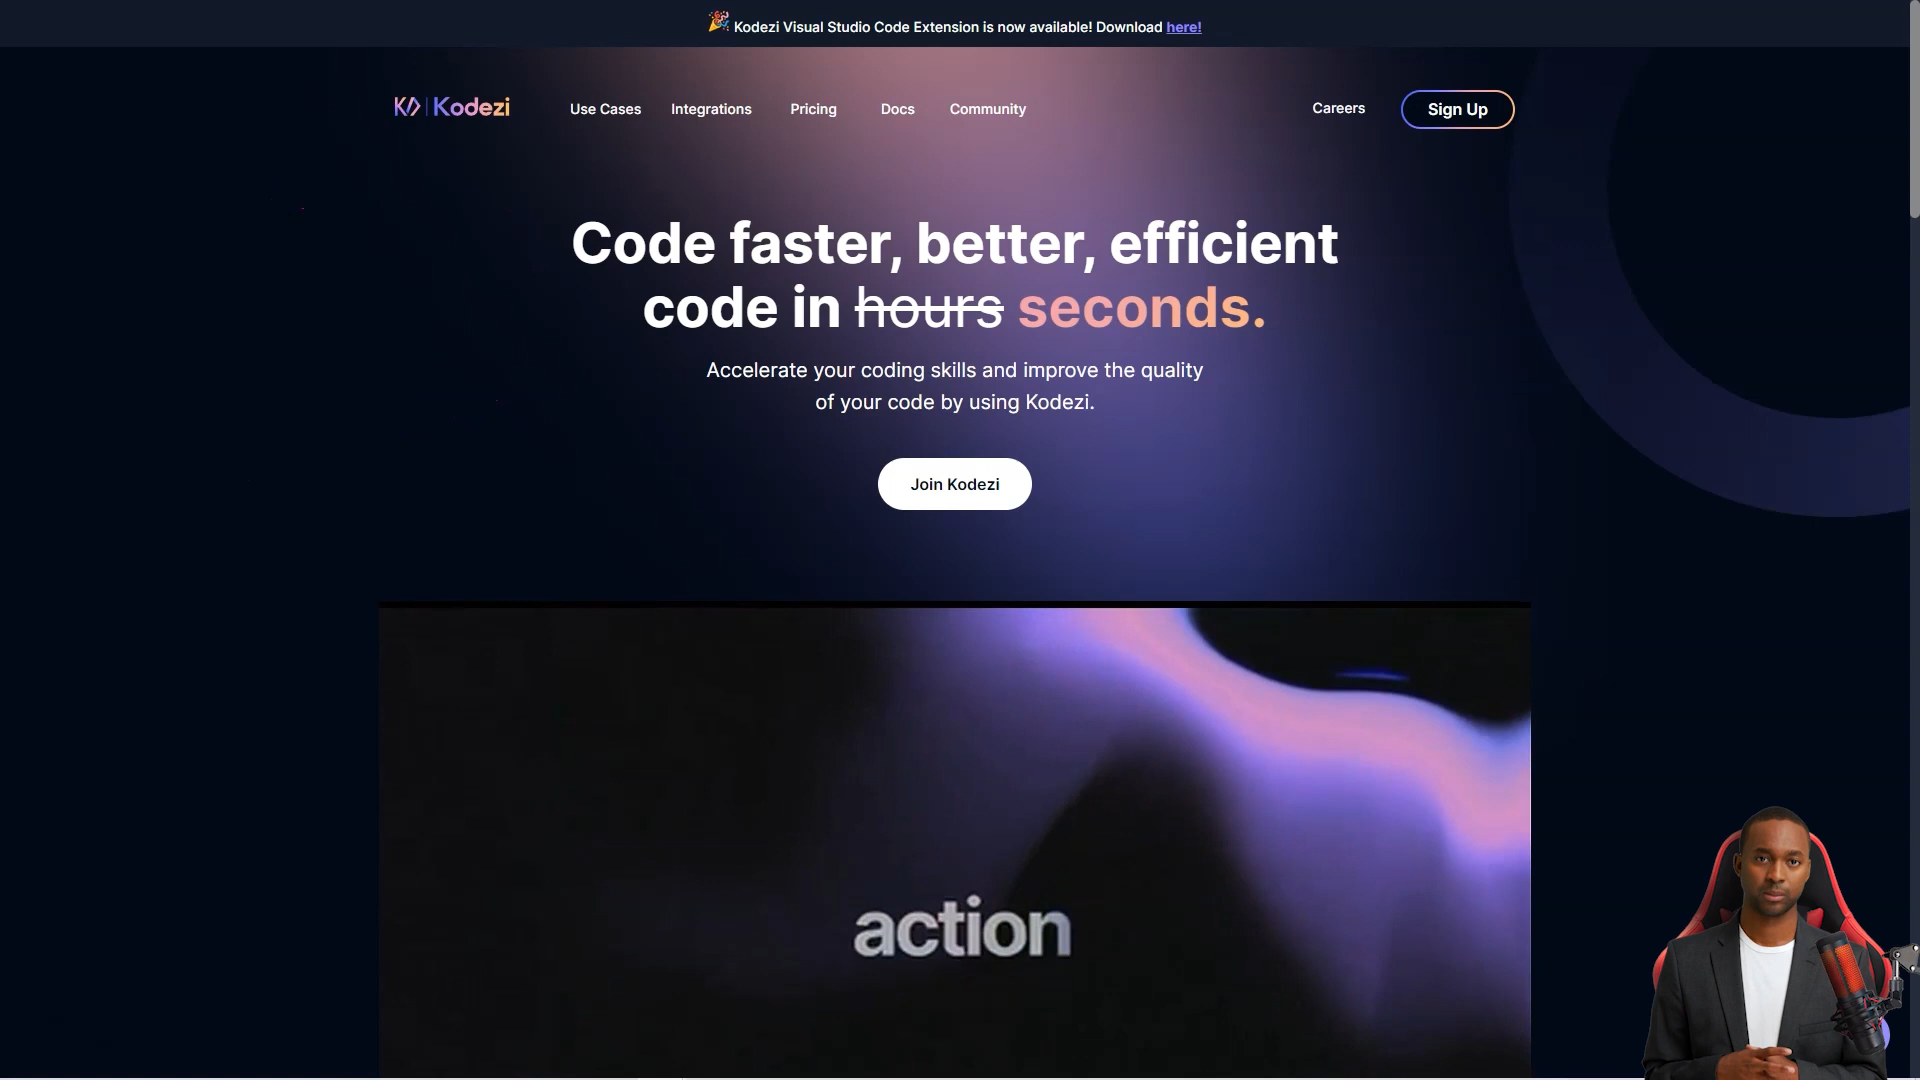 Kodezi Visual Studio Code Extension is now available! Download here!
Kodezi
Use Cases Integrations Pricing Docs Community Careers Sign Up
Code faster, better, efficient
code in hours seconds.
Accelerate your coding skills and improve the quality
of your code by using Kodezi.
Join Kodezi
action